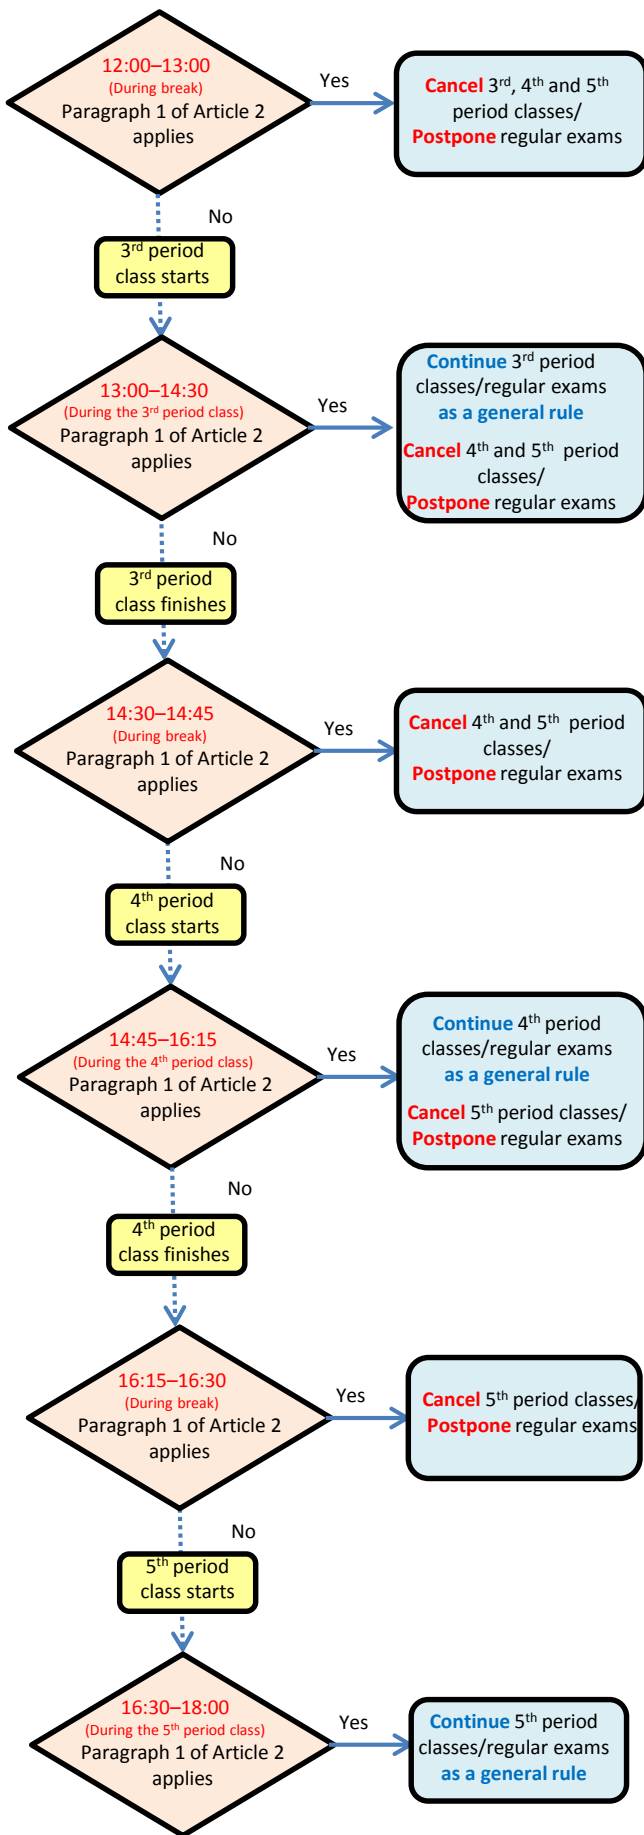 12:00–13:00
(During break)
Paragraph 1 of Article 2
applies
Yes
Cancel 3rd, 4th and 5th
period classes/
Postpone regular exams
No
3rd period
class starts
13:00–14:30
(During the 3rd period class)
Paragraph 1 of Article 2
applies
Yes
Continue 3rd period
classes/regular exams
as a general rule
Cancel 4th and 5th period
classes/
Postpone regular exams
No
3rd period
class finishes
14:30–14:45
(During break)
Paragraph 1 of Article 2
applies
Yes
Cancel 4th and 5th period
classes/
Postpone regular exams
No
4th period
class starts
14:45–16:15
(During the 4th period class)
Paragraph 1 of Article 2
applies
Yes
Continue 4th period
classes/regular exams
as a general rule
Cancel 5th period classes/
Postpone regular exams
No
4th period
class finishes
16:15–16:30
(During break)
Paragraph 1 of Article 2
applies
Yes
Cancel 5th period classes/
Postpone regular exams
No
5th period
class starts
16:30–18:00
(During the 5th period class)
Paragraph 1 of Article 2
applies
Yes
Continue 5th period
classes/regular exams
as a general rule